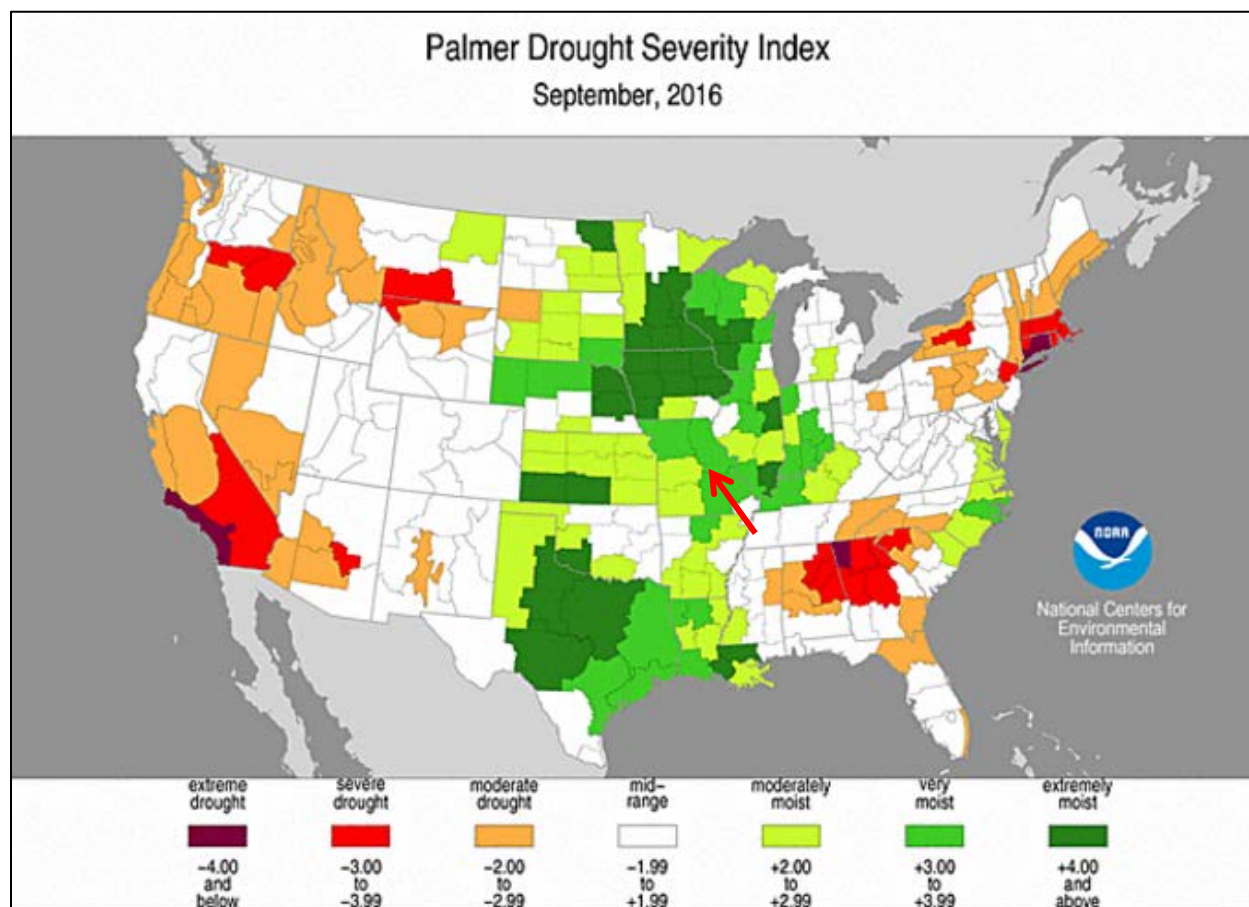 Palmer Drought Severity Index
September, 2016
NOAA
National Centers for
Environmental
Information
extreme
drought
severe
drought
moderate
drought
mid–
range
moderately
moist
very
moist
extremely
moist
–4.00
and
below
–3.00
to
–3.99
–2.00
to
–2.99
–1.99
to
+1.99
+2.00
to
+2.99
+3.00
to
+3.99
+4.00
and
above